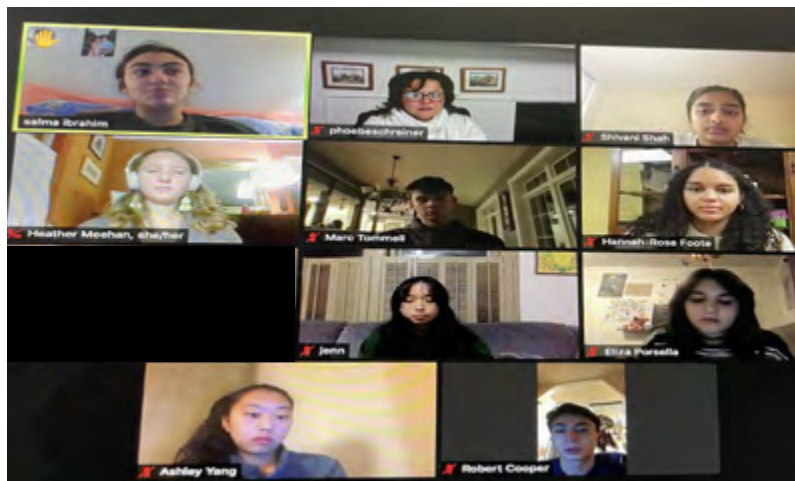 salma ibrahim
phoebeschreiner
Shivani Shah
Heather Meehan, she/her
Marc Tommell
Hannah-Rose Foote
Jenn
Eliza Porsella
Ashley Yang
Robert Cooper